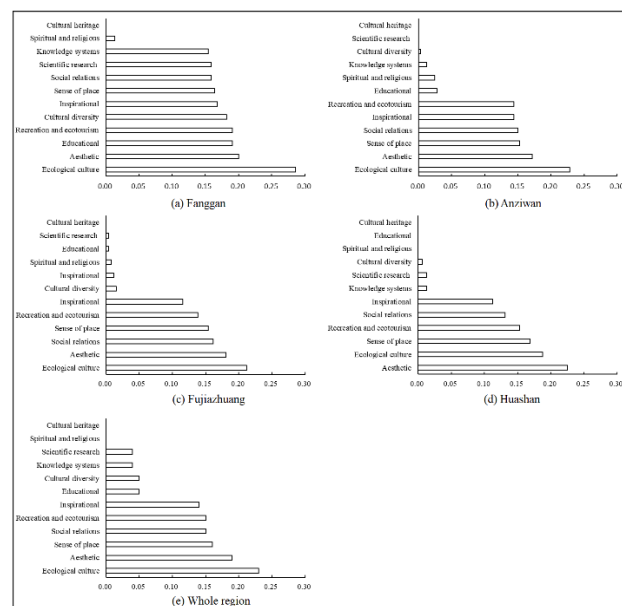 Cultural heritage
Spiritual and religious
Knowledge systems
Scientific research
Social relations
Sense of place
Inspirational
Cultural diversity
Recreation and ecotourism
Educational
Aesthetic
Ecological culture
0.00 0.05 0.10 0.15 0.20 0.25 0.30
(a) Fanggan
Cultural heritage
Scientific research
Cultural diversity
Knowledge systems
Spiritual and religious
Educational
Recreation and ecotourism
Inspirational
Social relations
Sense of place
Aesthetic
Ecological culture
0.00 0.05 0.10 0.15 0.20 0.25 0.30
(b) Anziwan
Cultural heritage
Scientific research
Educational
Spiritual and religious
Inspirational
Cultural diversity
Inspirational
Recreation and ecotourism
Sense of place
Social relations
Aesthetic
Ecological culture
0.00 0.05 0.10 0.15 0.20 0.25 0.30
(c) Fujiazhuang
Cultural heritage
Educational
Spiritual and religious
Cultural diversity
Scientific research
Knowledge systems
Inspirational
Social relations
Recreation and ecotourism
Sense of place
Ecological culture
Aesthetic
0.00 0.05 0.10 0.15 0.20 0.25 0.30
(d) Huashan
Cultural heritage
Spiritual and religious
Scientific research
Knowledge systems
Cultural diversity
Educational
Inspirational
Recreation and ecotourism
Social relations
Sense of place
Aesthetic
Ecological culture
0.00 0.05 0.10 0.15 0.20 0.25 0.30
(e) Whole region